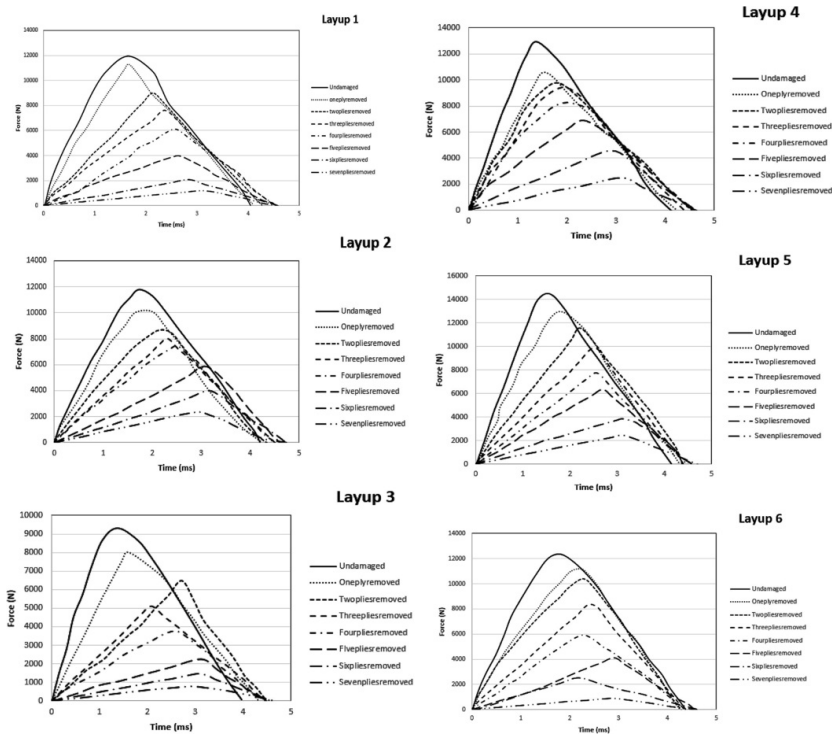 Layup 1
Force (N)
14000
12000
10000
8000
6000
4000
2000
0
0 1 2 3 4 5
Time (ms)
Undamaged
oneplyremoved
twopliesremoved
threepliesremoved
fourpliesremoved
fivepliesremoved
sixpliesremoved
sevenpliesremoved
Layup 4
Force (N)
14000
12000
10000
8000
6000
4000
2000
0
0 1 2 3 4 5
Time (ms)
Undamaged
Oneplyremoved
Twopliesremoved
Threepliesremoved
Fourpliesremoved
Fivepliesremoved
Sixpliesremoved
Sevenpliesremoved
Layup 2
Force (N)
14000
12000
10000
8000
6000
4000
2000
0
0 1 2 3 4 5
Time (ms)
Undamaged
Oneplyremoved
Twopliesremoved
Threepliesremoved
Fourpliesremoved
Fivepliesremoved
Sixpliesremoved
Sevenpliesremoved
Layup 5
Force (N)
16000
14000
12000
10000
8000
6000
4000
2000
0
0 1 2 3 4 5
Time (ms)
Undamaged
Oneplyremoved
Twopliesremoved
Threepliesremoved
Fourpliesremoved
Fivepliesremoved
Sixpliesremoved
Sevenpliesremoved
Layup 3
Force (N)
10000
9000
8000
7000
6000
5000
4000
3000
2000
1000
0
0 1 2 3 4 5
Time (ms)
Undamaged
Oneplyremoved
Twopliesremoved
Threepliesremoved
Fourpliesremoved
Fivepliesremoved
Sixpliesremoved
Sevenpliesremoved
Layup 6
Force (N)
14000
12000
10000
8000
6000
4000
2000
0
0 1 2 3 4 5
Time (ms)
Undamaged
Oneplyremoved
Twopliesremoved
Threepliesremoved
Fourpliesremoved
Fivepliesremoved
Sixpliesremoved
Sevenpliesremoved